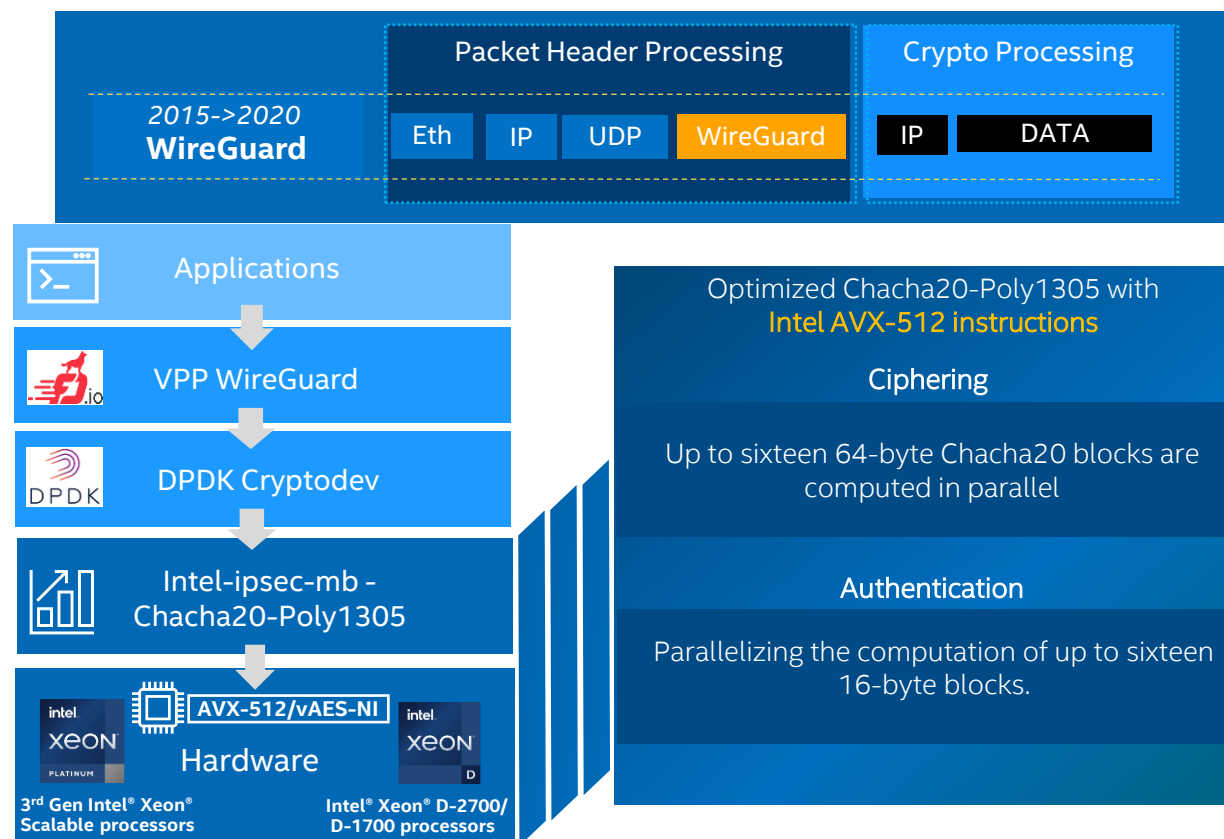 Packet Header Processing
Crypto Processing
2015->2020
WireGuard
Eth
IP
UDP
WireGuard
IP
DATA
Applications
.io
VPP WireGuard
DPDK
DPDK Cryptodev
Intel-ipsec-mb -
Chacha20-Poly1305
AVX-512/vAES-NI
intel.
xeon
PLATINUM
Hardware
intel.
xeon
D
3rd Gen Intel® Xeon®
Scalable processors
Intel® Xeon® D-2700/
D-1700 processors
Optimized Chacha20-Poly1305 with
Intel AVX-512 instructions
Ciphering
Up to sixteen 64-byte Chacha20 blocks are
computed in parallel
Authentication
Parallelizing the computation of up to sixteen
16-byte blocks.